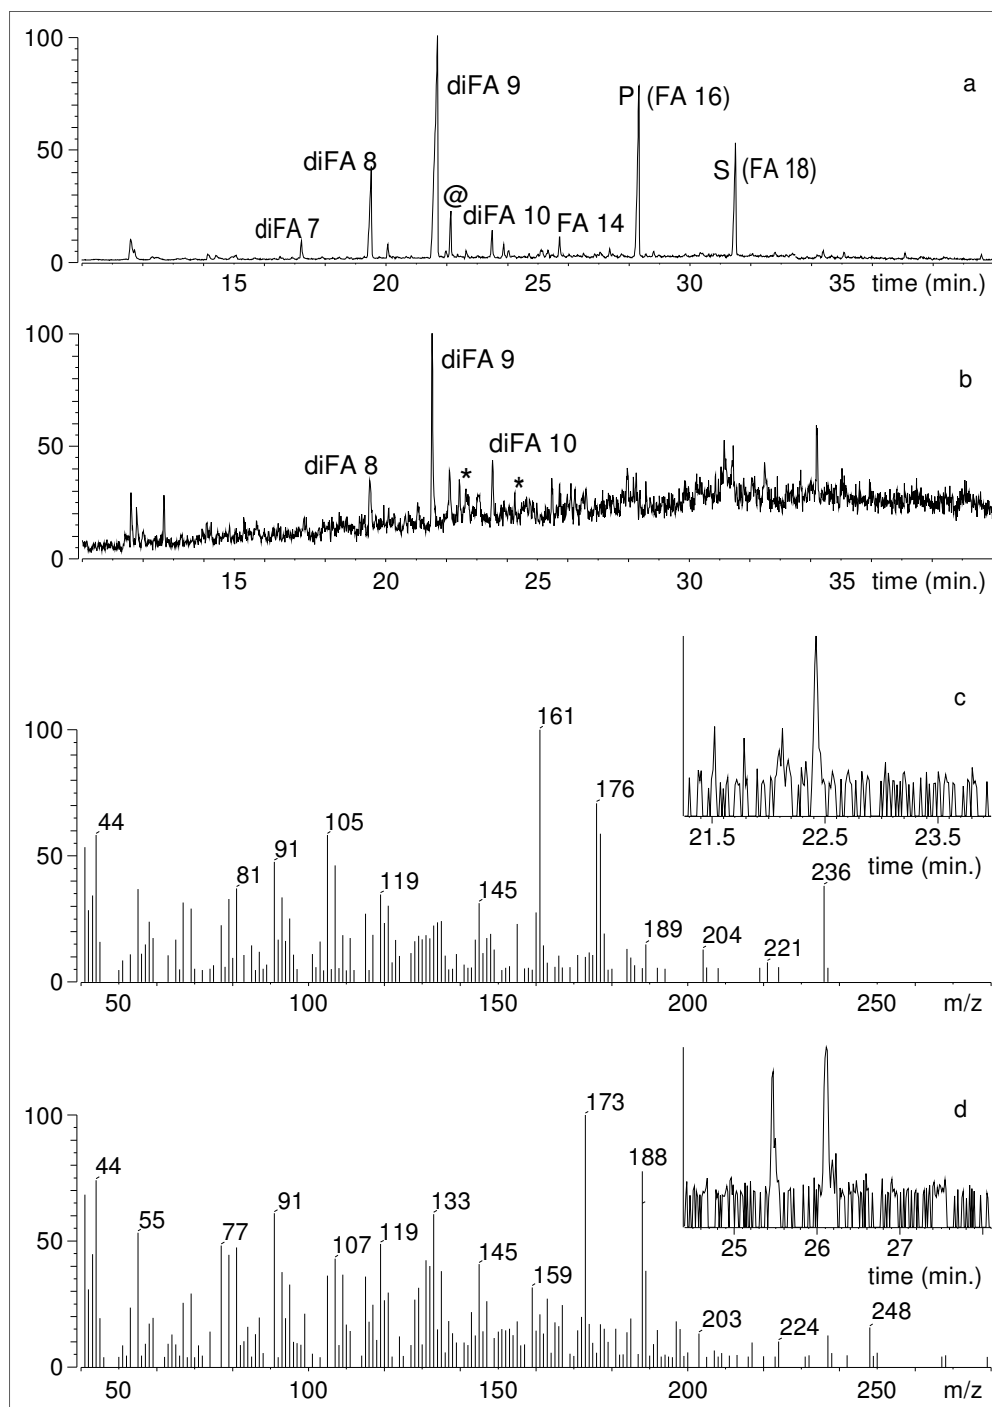 100
50
0
diFA 7
diFA 8
diFA 9
@
diFA 10
FA 14
P (FA 16)
S (FA 18)
a
15 20 25 30 35 time (min.)
100
50
0
diFA 8
diFA 9
*
diFA 10
*
b
15 20 25 30 35 time (min.)
100
50
0
44
81
91
105
119
145
161
176
189
204
221
236
c
21.5 22.5 23.5
time (min.)
50 100 150 200 250 m/z
100
50
0
44
55
77
91
107
119
133
145
159
173
188
203
224
248
d
25 26 27
time (min.)
50 100 150 200 250 m/z